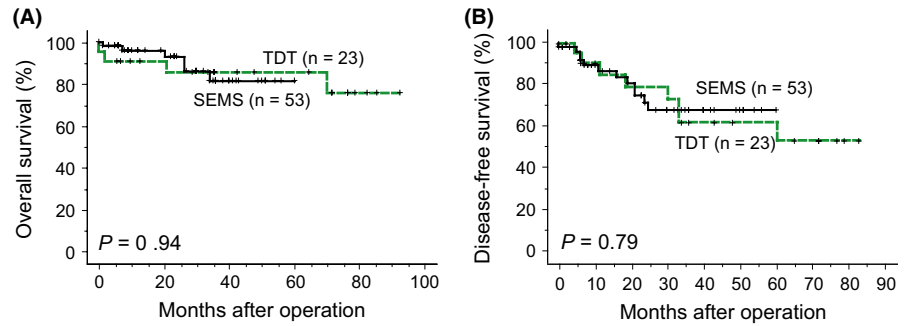 (A)
Overall survival (%)
100
80
60
80
20
0
TDT (n = 23)
SEMS (n = 53)
P = 0 .94
0 20 40 60 80 100
Months after operation
(B)
Disease-free survival (%)
100
80
60
80
20
0
SEMS (n = 53)
TDT (n = 23)
P = 0.79
0 10 20 30 40 50 60 70 80 90
Months after operation